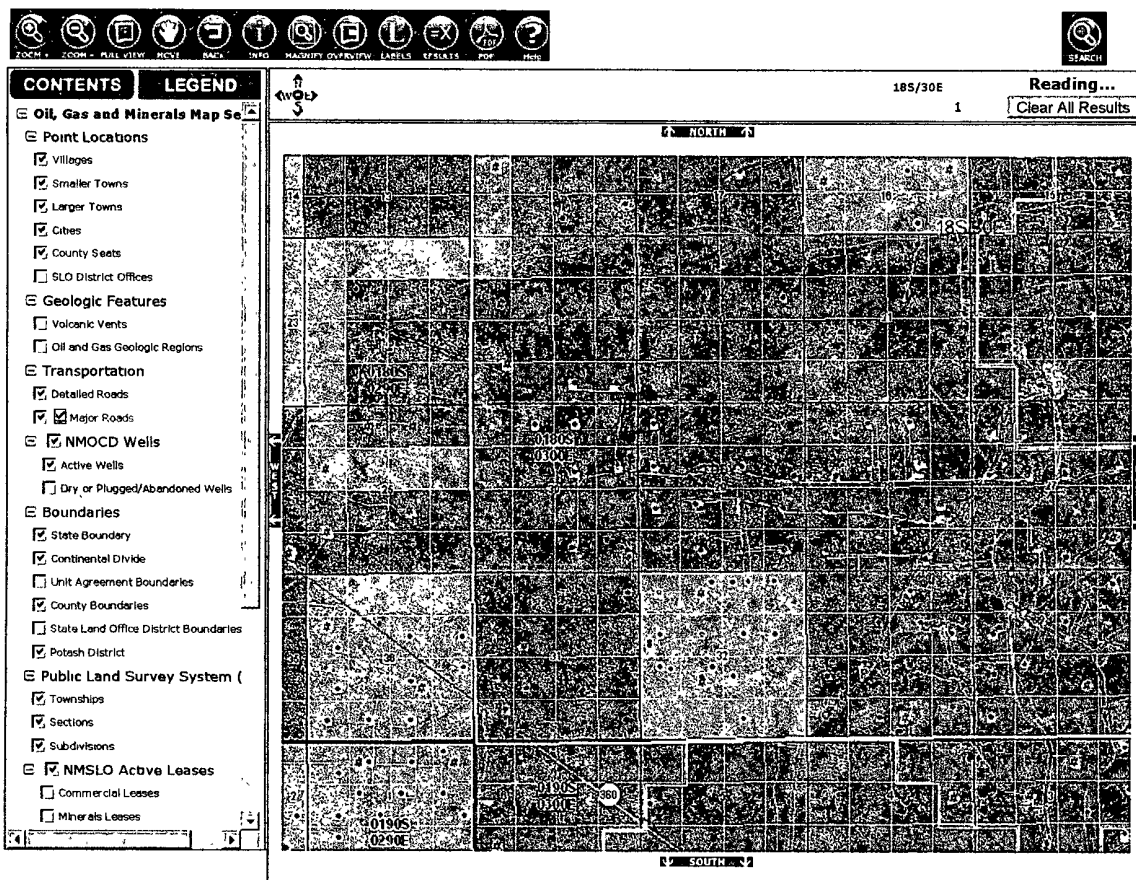 ZOOM + ZOOM - FULL VIEW MOVE BACK INFO MAGNIFY OVERVIEW LABELS =X RESULTS PDF Help
SEARCH
CONTENTS LEGEND
Oil, Gas and Minerals Map Se
Point Locations
Villages
Smaller Towns
Larger Towns
Cities
County Seats
SLO District Offices
Geologic Features
Volcanic Vents
Oil and Gas Geologic Regions
Transportation
Detailed Roads
Major Roads
NMOCD Wells
Active Wells
Dry or Plugged/Abandoned Wells
Boundaries
State Boundary
Continental Divide
Unit Agreement Boundaries
County Boundaries
State Land Office District Boundaries
Potash District
Public Land Survey System (
Townships
Sections
Subdivisions
NMSLO Active Leases
Commercial Leases
Minerals Leases
N
W E
S
18S/30E
1
Reading...
Clear All Results
NORTH
18S/30E
0180S
0290E
0180S
0300E
WEST
36
0190S
0300E
360
0190S
0290E
SOUTH